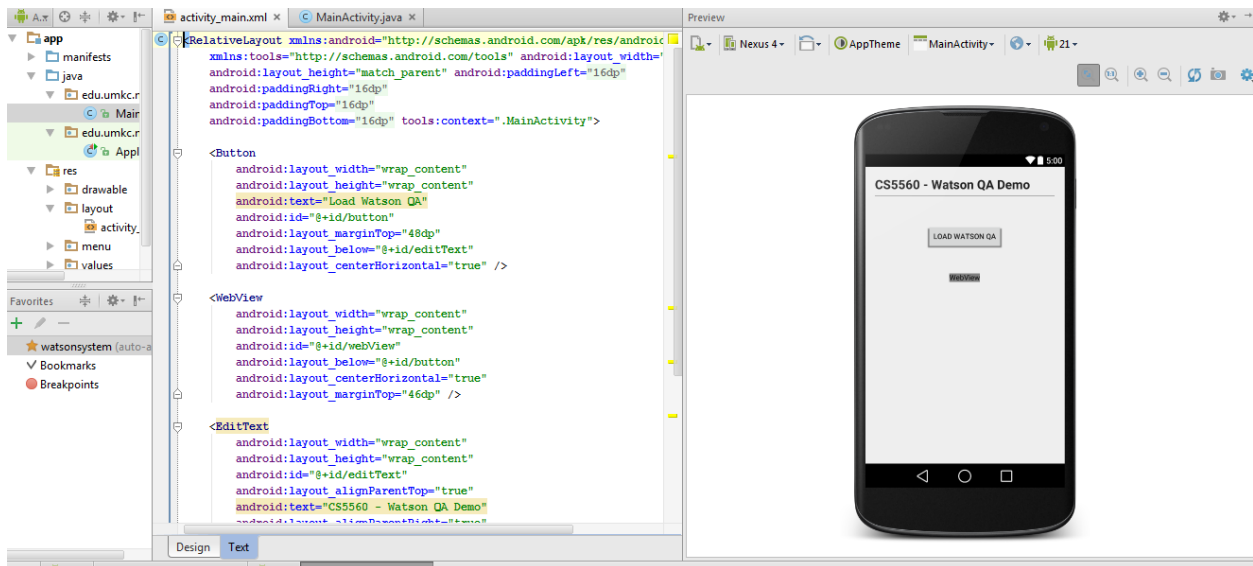 A..
activity_main.xml ×
MainActivity.java ×
Preview
app
manifests
java
edu.umkc.r
Main
edu.umkc.r
Appl
res
drawable
layout
activity_
menu
values
Favorites
watsonsystem (auto-a
Bookmarks
Breakpoints
<RelativeLayout xmlns:android="http://schemas.android.com/apk/res/android
xmlns:tools="http://schemas.android.com/tools" android:layout_width="
android:layout_height="match_parent" android:paddingLeft="16dp"
android:paddingRight="16dp"
android:paddingTop="16dp"
android:paddingBottom="16dp" tools:context=".MainActivity">
<Button
android:layout_width="wrap_content"
android:layout_height="wrap_content"
android:text="Load Watson QA"
android:id="@+id/button"
android:layout_marginTop="48dp"
android:layout_below="@+id/editText"
android:layout_centerHorizontal="true" />
<WebView
android:layout_width="wrap_content"
android:layout_height="wrap_content"
android:id="@+id/webView"
android:layout_below="@+id/button"
android:layout_centerHorizontal="true"
android:layout_marginTop="46dp" />
<EditText
android:layout_width="wrap_content"
android:layout_height="wrap_content"
android:id="@+id/editText"
android:layout_alignParentTop="true"
android:text="CS5560 - Watson QA Demo"
android:layout_alignParentRight="true"
Design Text
Nexus 4
AppTheme
MainActivity
21
5:00
CS5560 - Watson QA Demo
LOAD WATSON QA
WebView